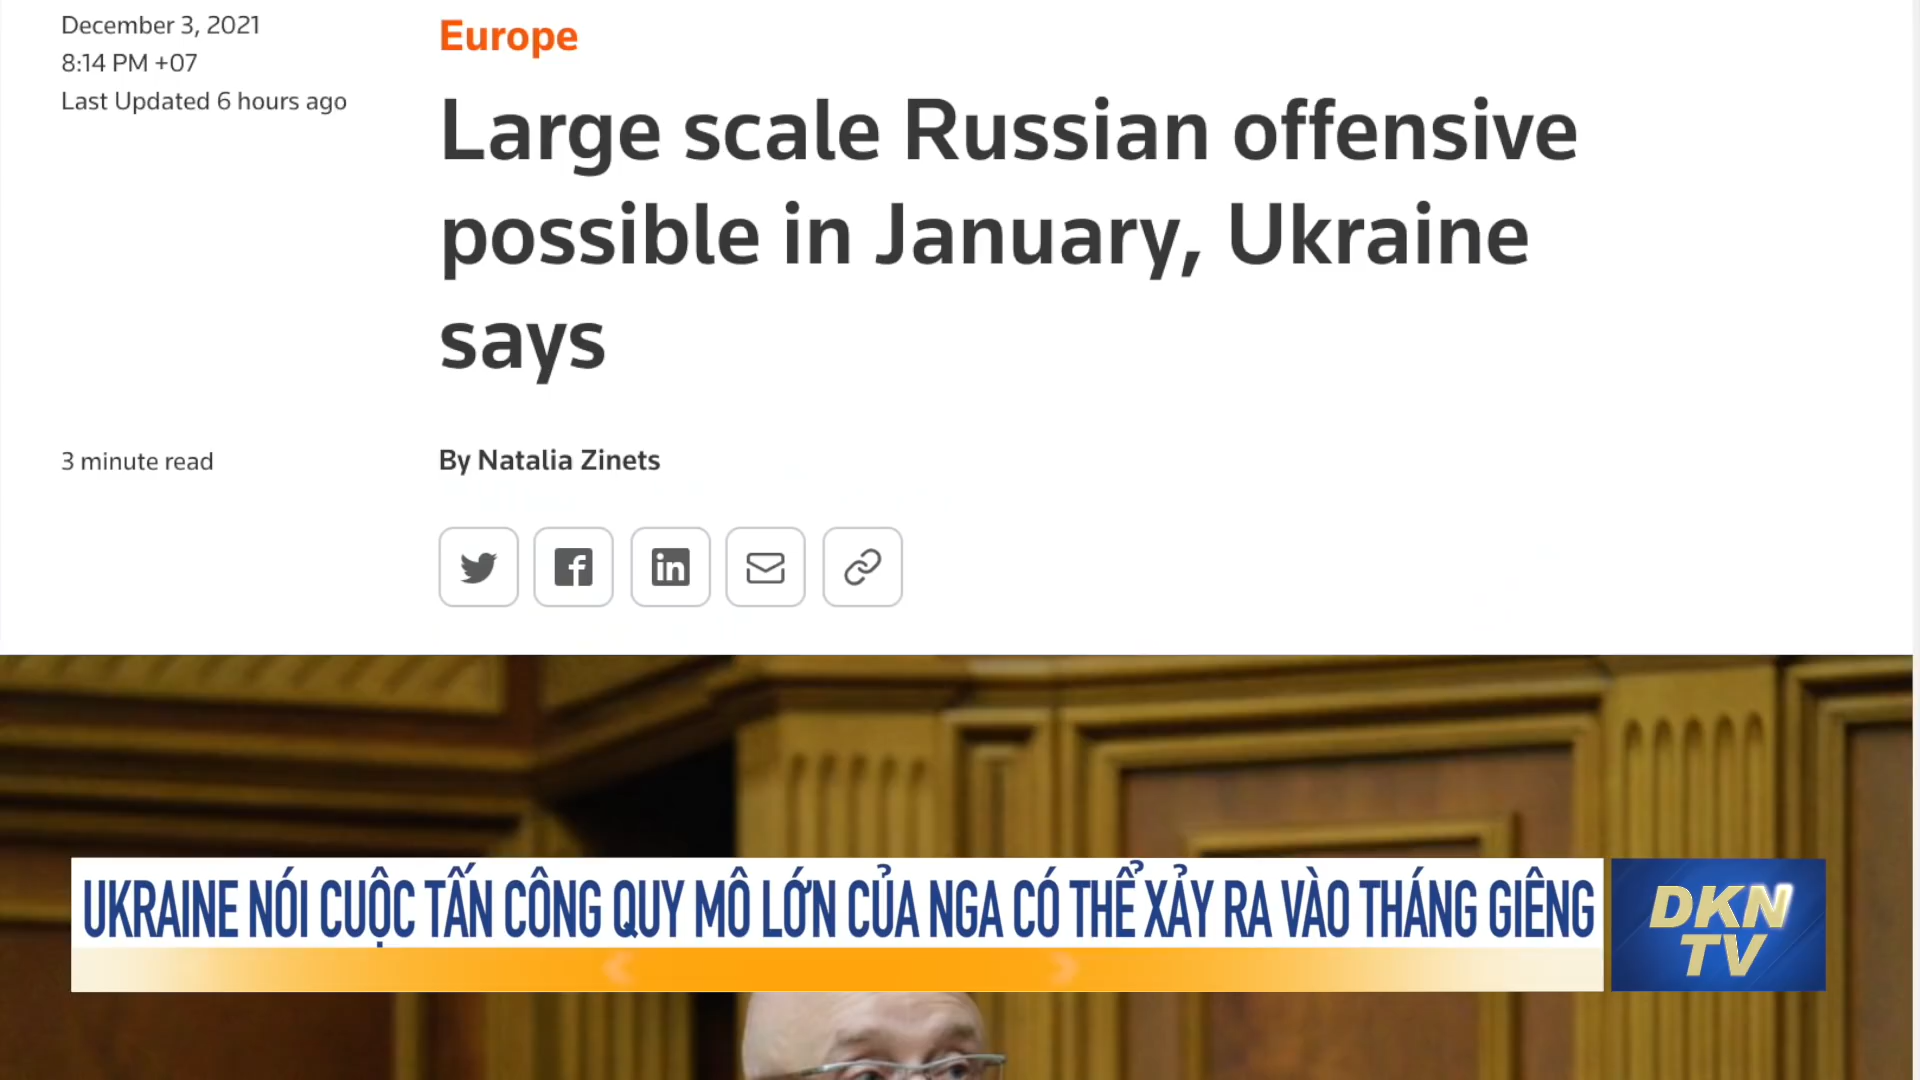 December 3, 2021
8:14 PM +07
Last Updated 6 hours ago
Europe
Large scale Russian offensive
possible in January, Ukraine
says
3 minute read
By Natalia Zinets
in
UKRAINE NÓI CUỘC TẤN CÔNG QUY MÔ LỚN CỦA NGA CÓ THỂ XẢY RA VÀO THÁNG GIÊNG
DKN
TV